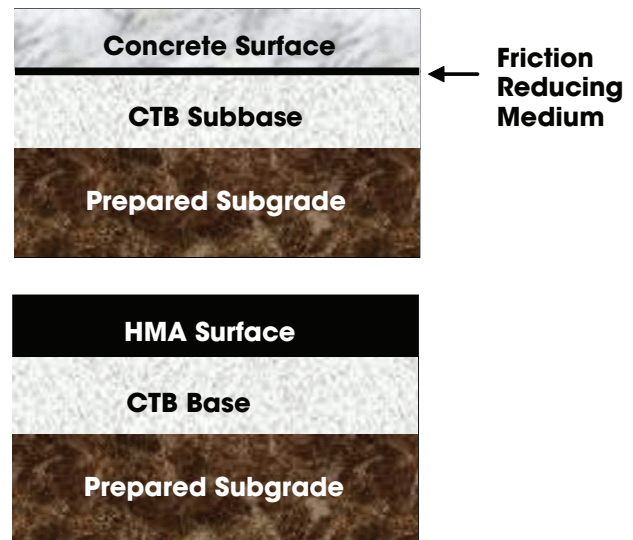 Concrete Surface
Friction
Reducing
Medium
CTB Subbase
Prepared Subgrade
HMA Surface
CTB Base
Prepared Subgrade